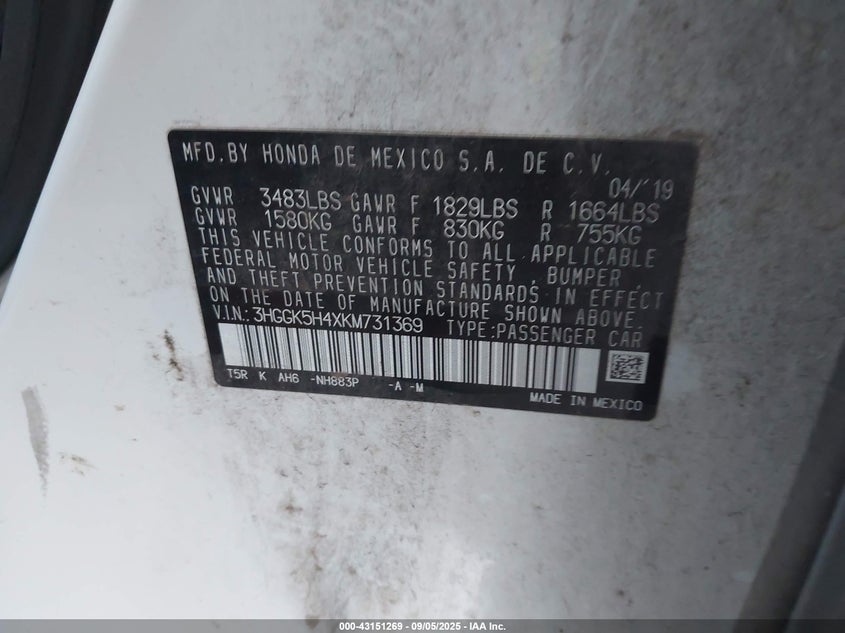 MFD.BY HONDA DE MEXICO S.A. DE C.V.
04/'19
GVWR 3483LBS GAWR F 1829LBS R 1664LBS
GVWR 1580KG GAWR F 830KG R 755KG
THIS VEHICLE CONFORMS TO ALL APPLICABLE
FEDERAL MOTOR VEHICLE SAFETY, BUMPER,
AND THEFT PREVENTION STANDARDS IN EFFECT
ON THE DATE OF MANUFACTURE SHOWN ABOVE.
V.I.N.: 3HGGK5H4XKM731369 TYPE:PASSENGER CAR
T5R K AH6 -NH883P -A -M
MADE IN MEXICO
000-43151269 - 09/05/2025 - IAA Inc.